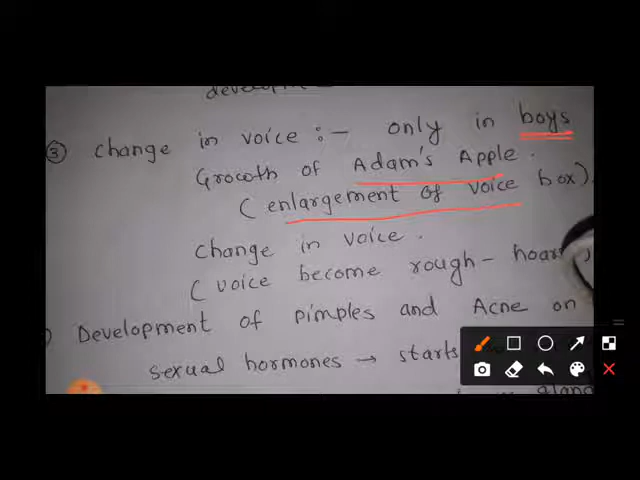 ③ Change in voice :- only in boys
Growth of Adam's Apple.
(enlargement of voice box)
Change in voice.
(voice become rough-
Development of pimples and Acne on
sexual hormones → starts